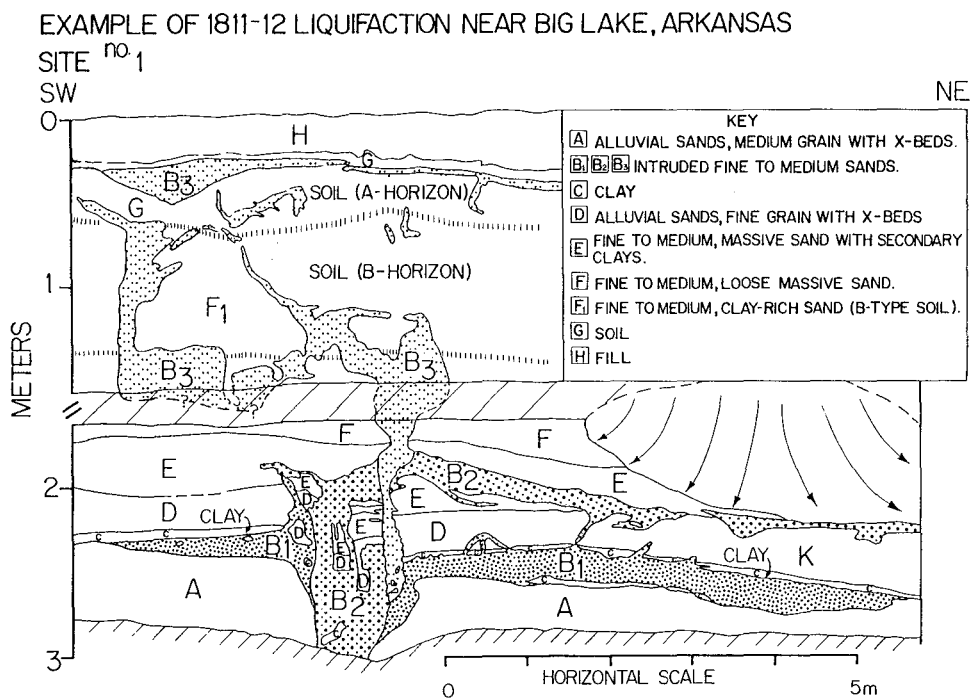 EXAMPLE OF 1811-12 LIQUIFACTION NEAR BIG LAKE, ARKANSAS
SITE no. 1
SW NE
KEY
A ALLUVIAL SANDS, MEDIUM GRAIN WITH X-BEDS.
B1 B2 B3 INTRUDED FINE TO MEDIUM SANDS.
C CLAY
D ALLUVIAL SANDS, FINE GRAIN WITH X-BEDS
E FINE TO MEDIUM, MASSIVE SAND WITH SECONDARY
CLAYS.
F FINE TO MEDIUM, LOOSE MASSIVE SAND.
F1 FINE TO MEDIUM, CLAY-RICH SAND (B-TYPE SOIL).
G SOIL
H FILL
METERS
0
H
G
B3
SOIL (A-HORIZON)
G
SOIL (B-HORIZON)
1
F1
B3 B3
F F
E E B2 E
2
D E E
D CLAY D D
C C C B1 E D C C B1 C CLAY K
A B2 D C C C
A
3
0 HORIZONTAL SCALE 5m